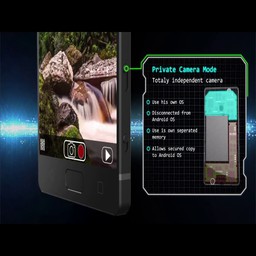 Private Camera Mode
Totaly independent camera
Use his own OS
Disconnected from
Android OS
Use is own seperated
memory
Allows secured copy
to Android OS